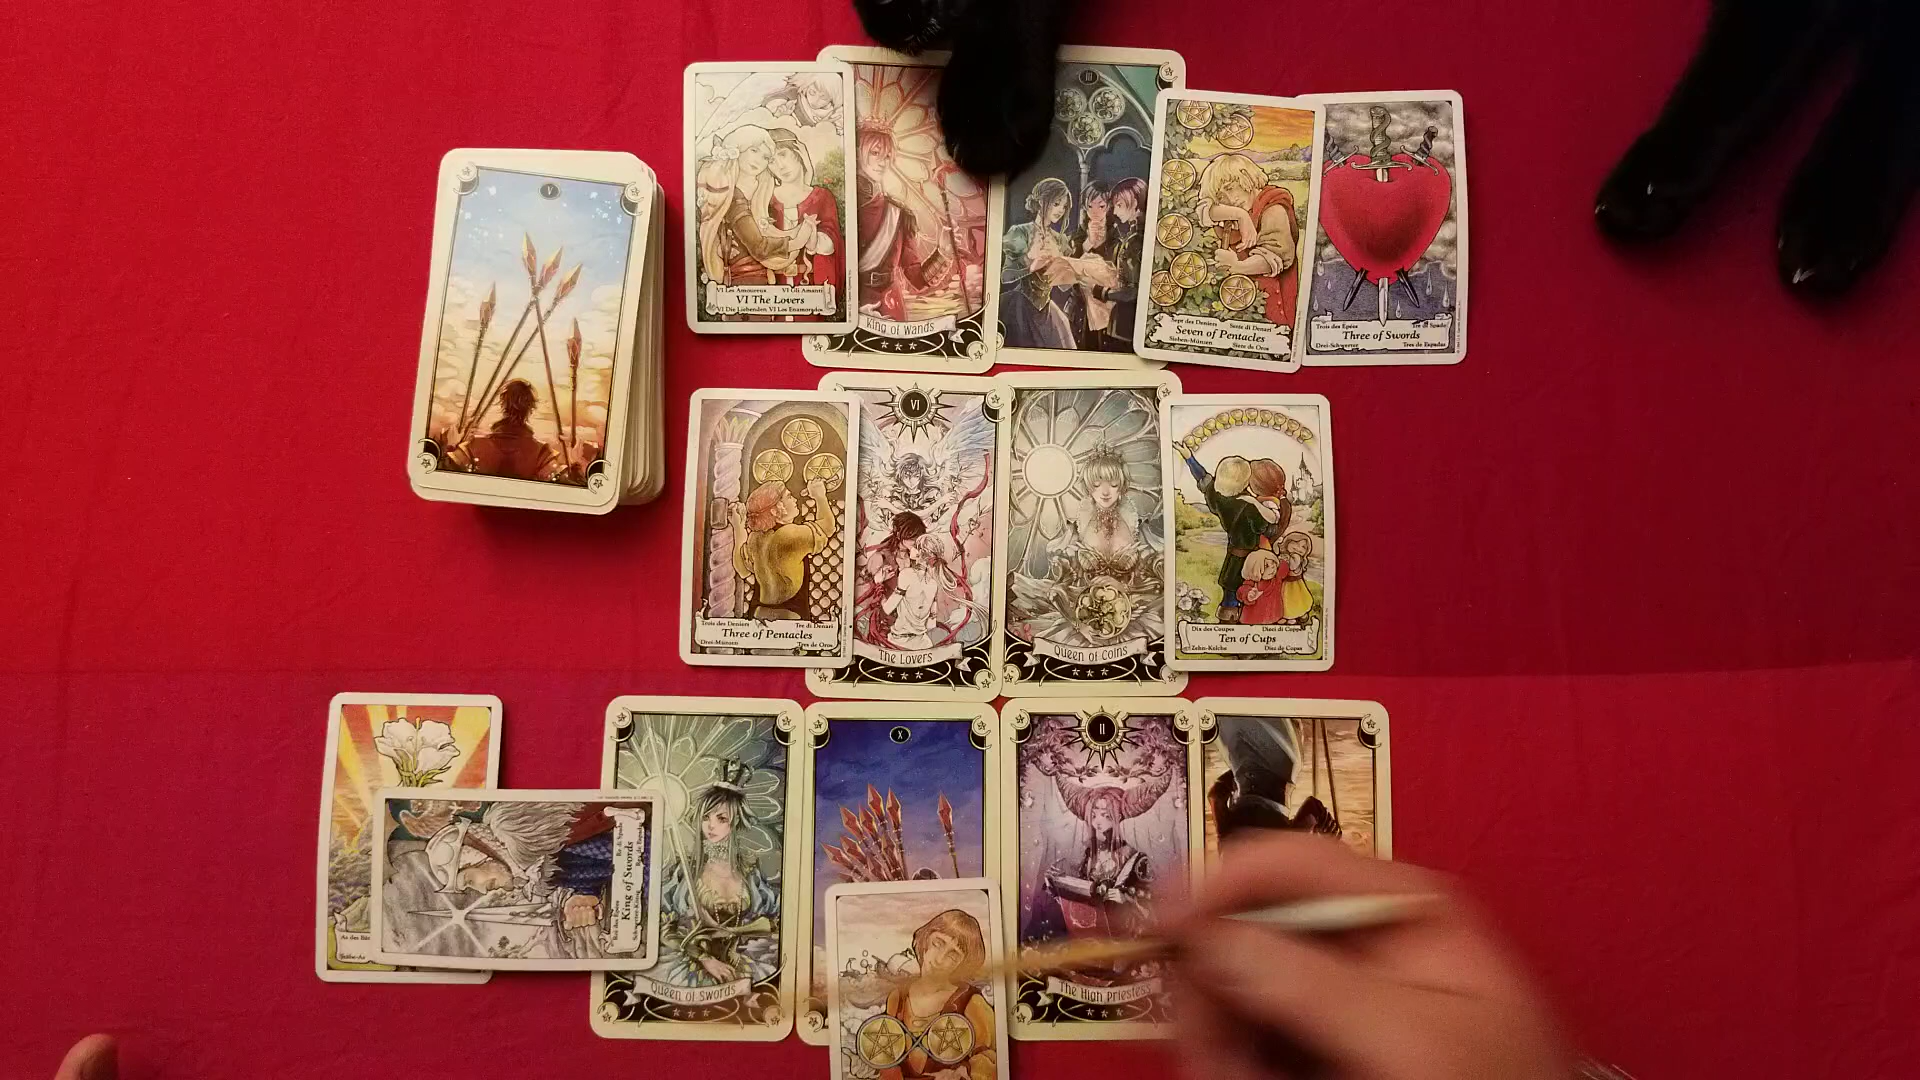 V
VI Les Amoureux VI Gli Amanti
VI The Lovers
VI Die Liebenden VI Los Enamorados
King of Wands
III
Sept des Deniers Sette di Denari
Seven of Pentacles
Sieben-Münzen Siete de Oros
Trois des Épées Tre di Spade
Three of Swords
Drei-Schwerter Tres de Espadas
Trois des Deniers Tre di Denari
Three of Pentacles
Drei-Münzen Tres de Oros
VI
The Lovers
Queen of Coins
Dix des Coupes Dieci di Coppe
Ten of Cups
Zehn-Kelche Diez de Copas
As des
King of Swords
Queen of Swords
X
II
The High Priestess